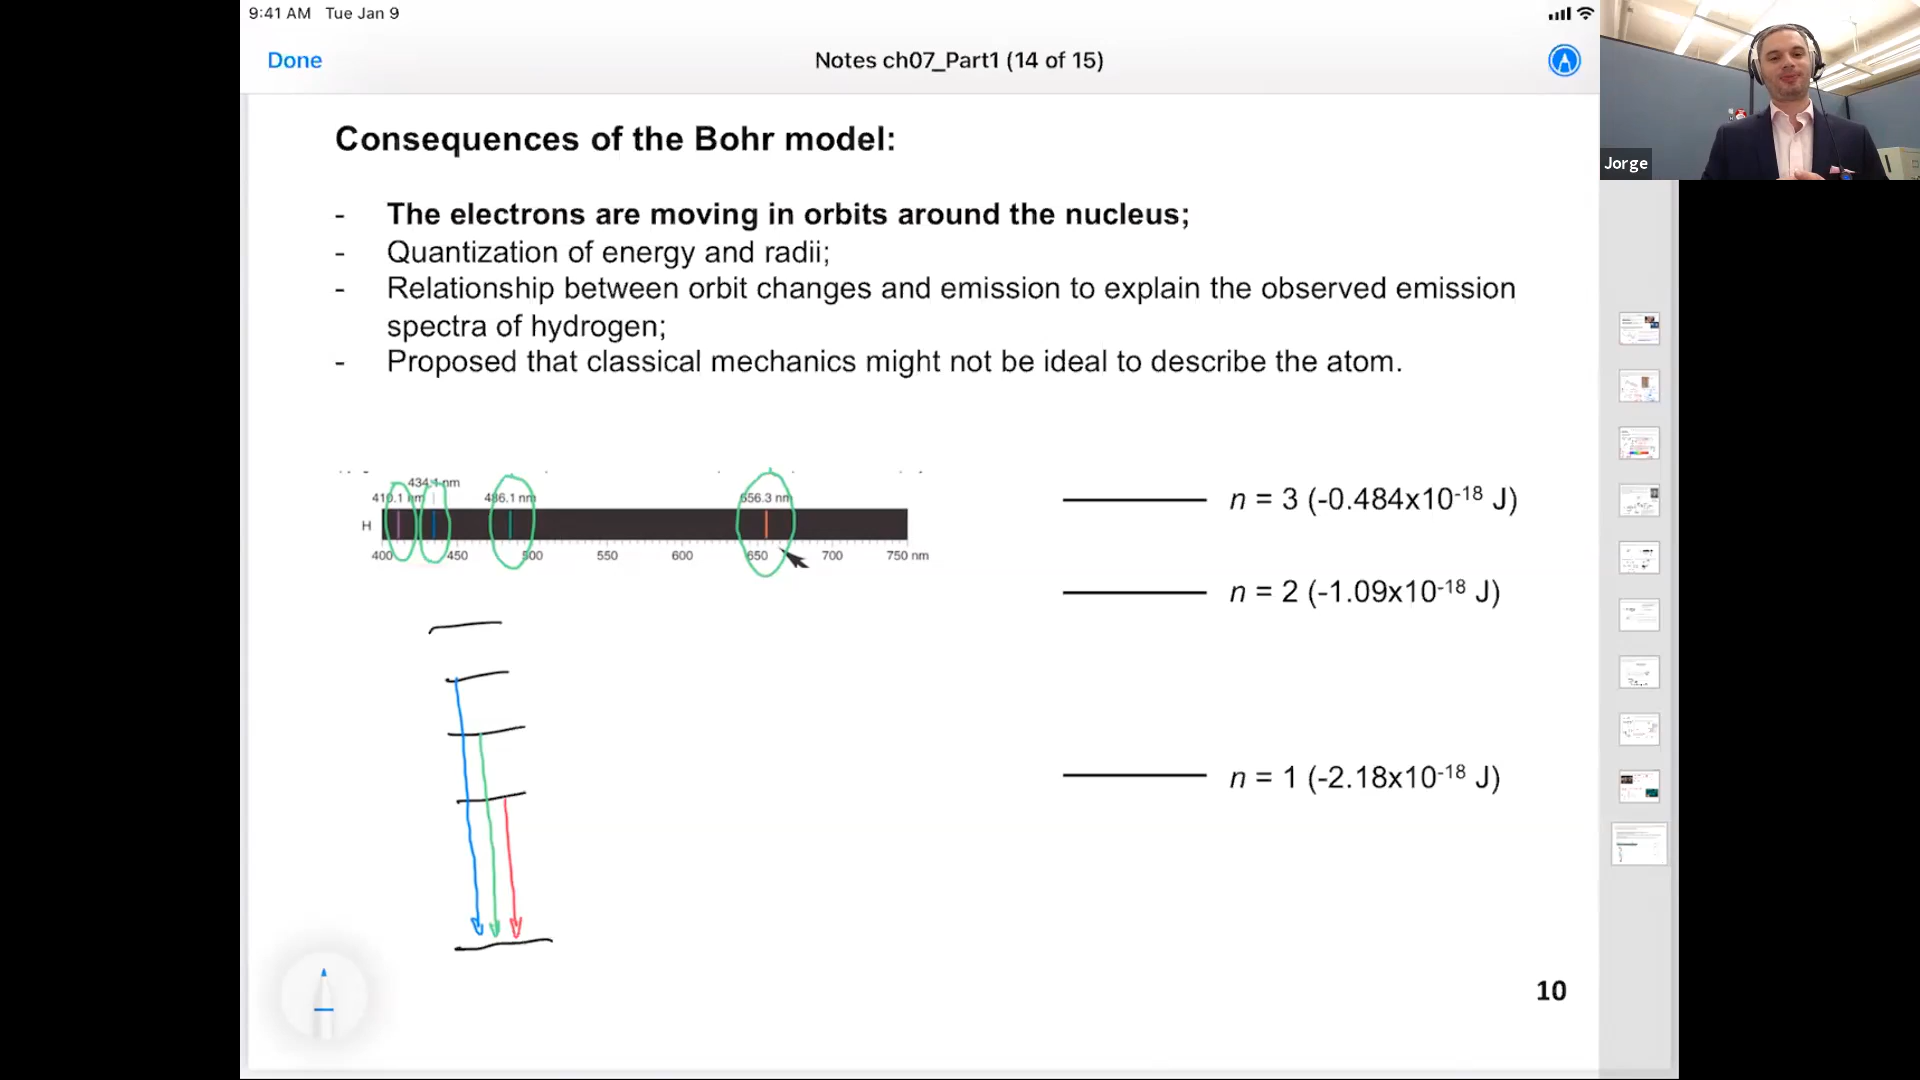 9:41 AM Tue Jan 9
Done
Notes ch07_Part1 (14 of 15)
Jorge
Consequences of the Bohr model:
- The electrons are moving in orbits around the nucleus;
- Quantization of energy and radii;
- Relationship between orbit changes and emission to explain the observed emission
spectra of hydrogen;
- Proposed that classical mechanics might not be ideal to describe the atom.
434.1 nm
410.1 nm 486.1 nm 656.3 nm
H
400 450 500 550 600 650 700 750 nm
n = 3 (-0.484x10⁻¹⁸ J)
n = 2 (-1.09x10⁻¹⁸ J)
n = 1 (-2.18x10⁻¹⁸ J)
10